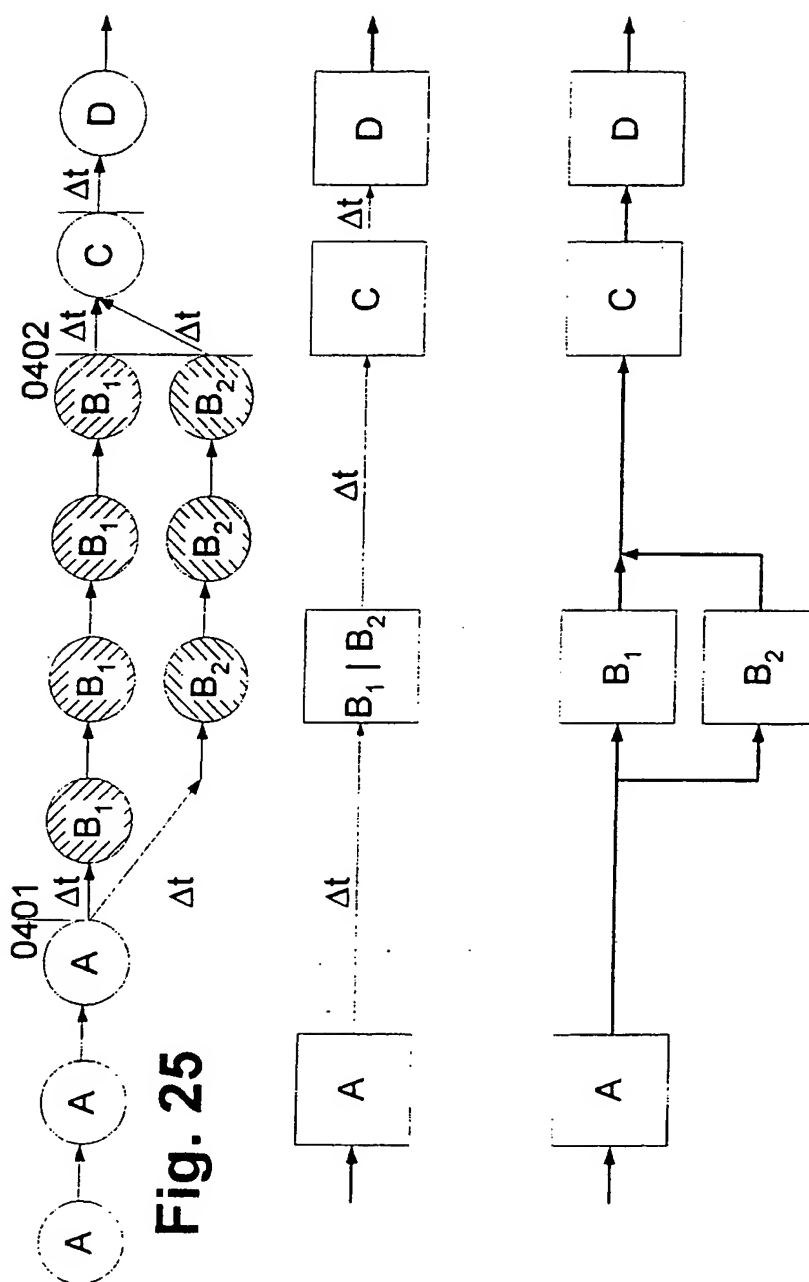 0401
0402
A A A Δt B₁ B₁ B₁ B₁ Δt C Δt D
Δt B₂ B₂ B₂ Δt
Fig. 25
A Δt B₁ | B₂ Δt C Δt D
A B₁ C D
B₂